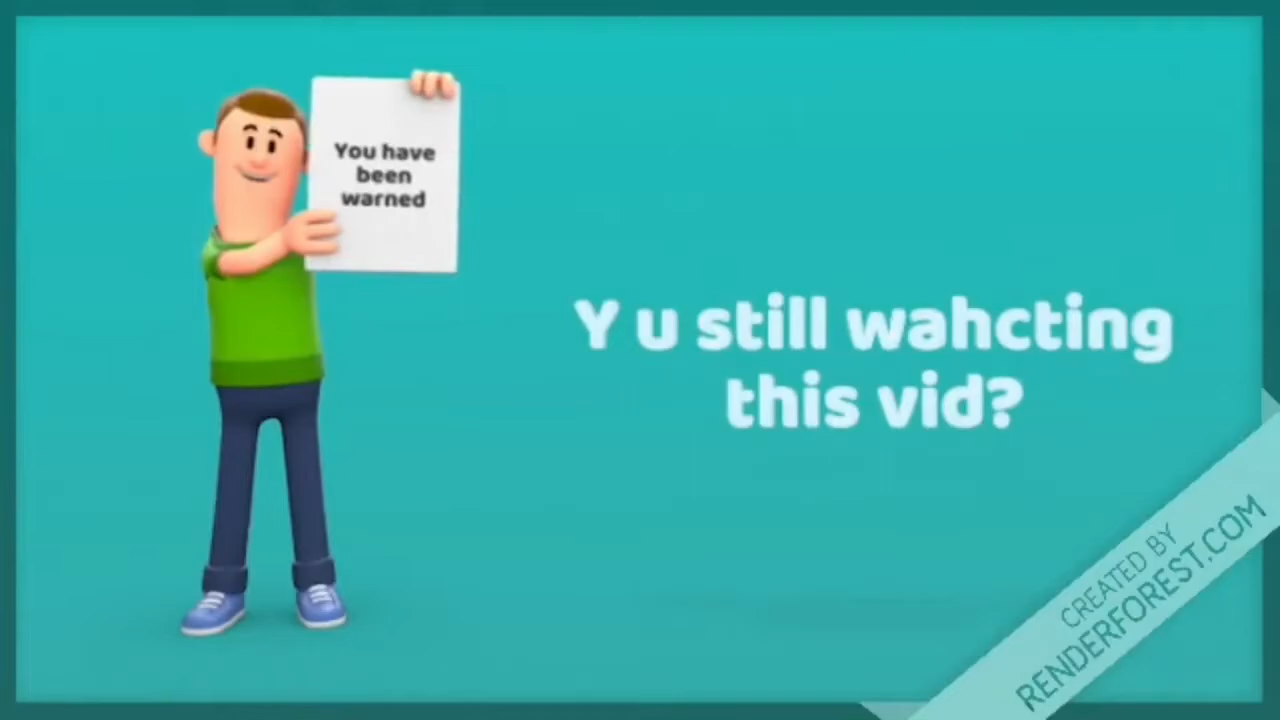 You have
been
warned
Y u still wahcting
this vid?
CREATED BY
RENDERFOREST.COM